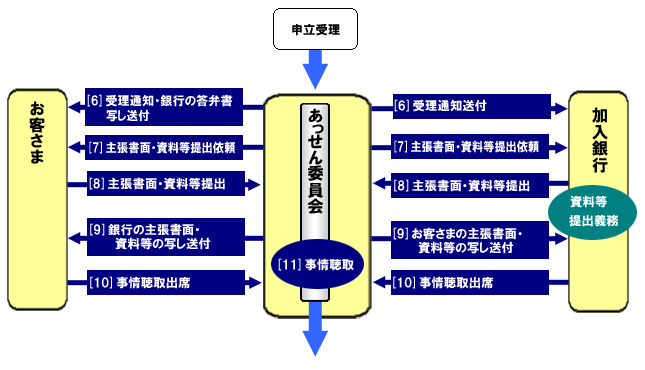 申立受理
お客さま
[6] 受理通知・銀行の答弁書
写し送付
[7] 主張書面・資料等提出依頼
[8] 主張書面・資料等提出
[9] 銀行の主張書面・
資料等の写し送付
[10] 事情聴取出席
あっせん委員会
[11] 事情聴取
[6] 受理通知送付
[7] 主張書面・資料等提出依頼
[8] 主張書面・資料等提出
[9] お客さまの主張書面・
資料等の写し送付
[10] 事情聴取出席
加入銀行
資料等
提出義務